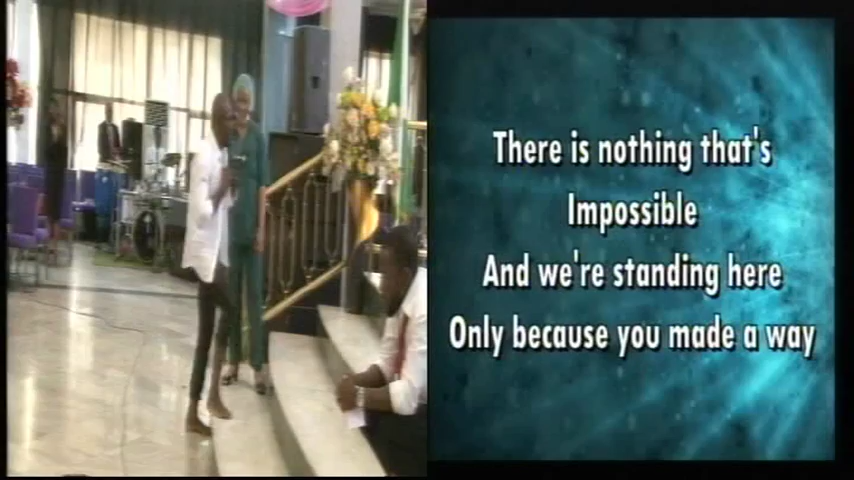 There is nothing that's
Impossible
And we're standing here
Only because you made a way